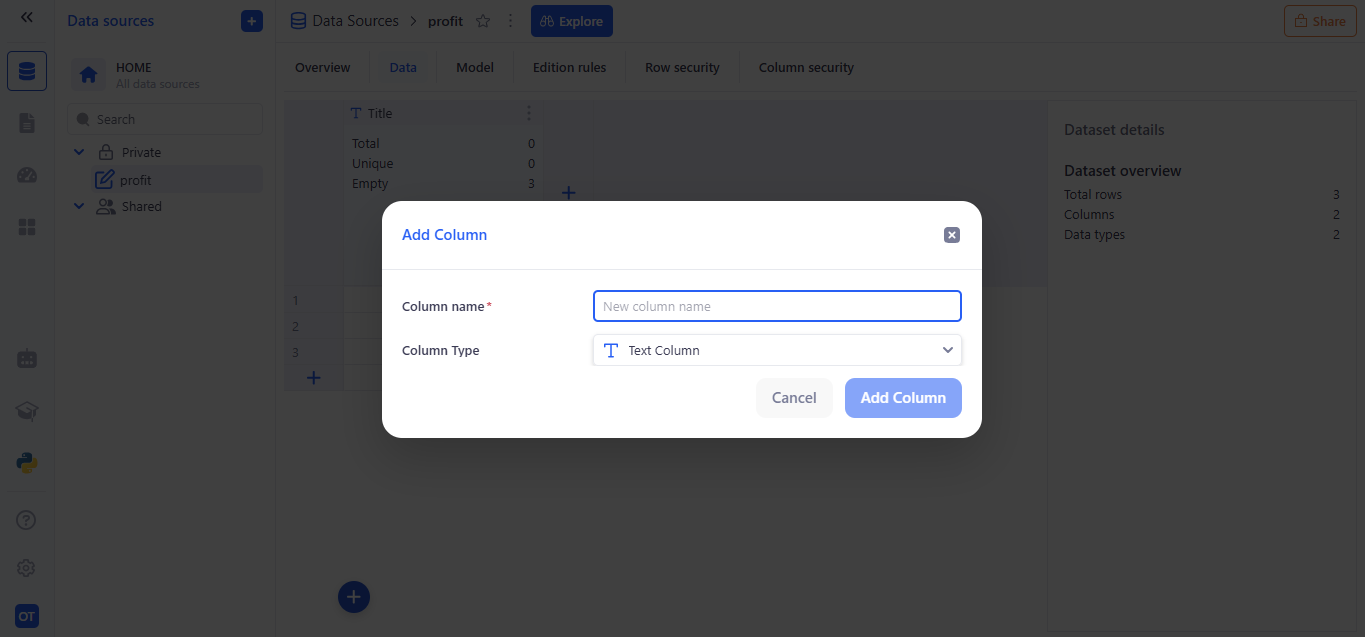 Data sources
+
Data Sources > profit
Explore
Share
HOME
All data sources
Search
Private
profit
Shared
Overview
Data
Model
Edition rules
Row security
Column security
Title
Total 0
Unique 0
Empty 3
1
2
3
Dataset details
Dataset overview
Total rows 3
Columns 2
Data types 2
Add Column
Column name*
New column name
Column Type
Text Column
Cancel
Add Column
OT